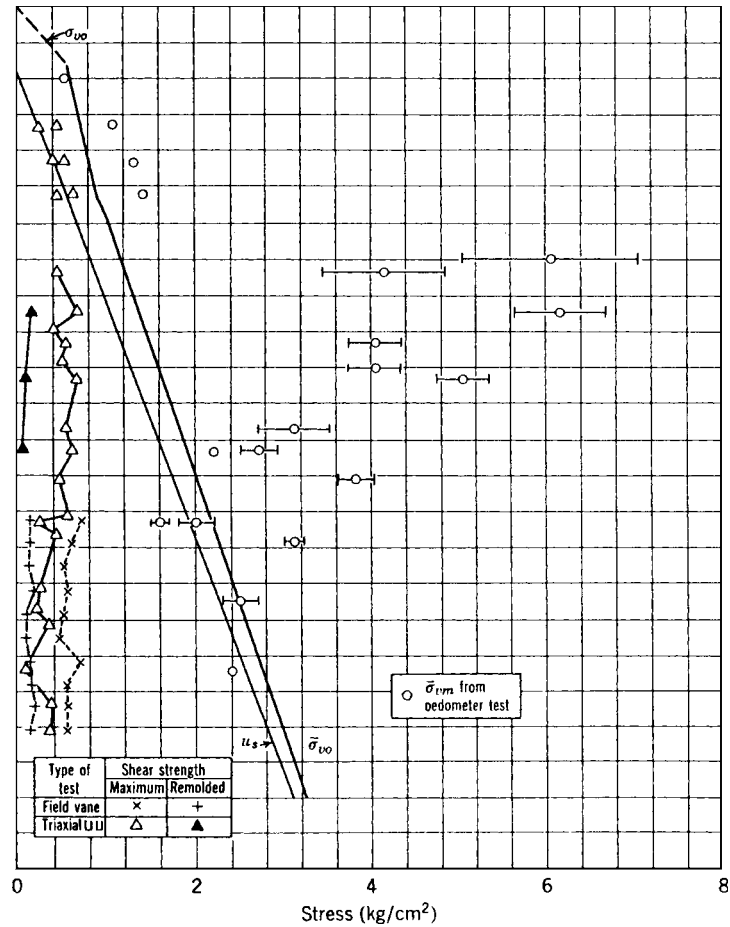 σvo
σ̄vm from
oedometer test
us
σ̄vo
Type of test
Shear strength
Maximum
Remolded
Field vane
×
+
Triaxial UU
△
▲
0
2
4
6
8
Stress (kg/cm²)